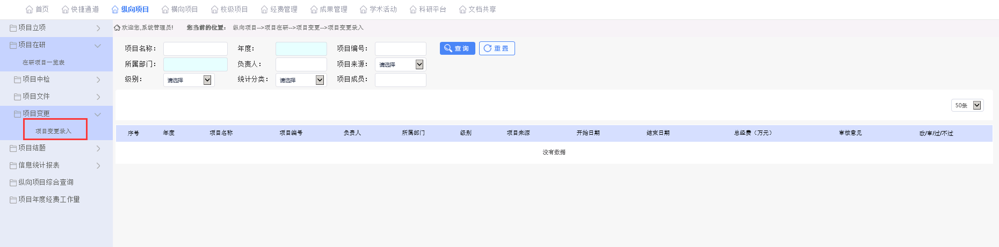 首页 快捷通道 纵向项目 横向项目 校级项目 经费管理 成果管理 学术活动 科研平台 文档共享
项目立项
项目在研
在研项目一览表
项目中检
项目文件
项目变更
项目变更录入
项目结题
信息统计报表
纵向项目综合查询
项目年度经费工作量
欢迎您,系统管理员! 您当前的位置： 纵向项目-->项目在研-->项目变更-->项目变更录入
项目名称： 年度： 项目编号： 查询 重置
所属部门： 负责人： 项目来源： 请选择
级别： 请选择 统计分类： 请选择 项目成员：
50条
序号 年度 项目名称 项目编号 负责人 所属部门 级别 项目来源 开始日期 结束日期 总经费（万元） 审核意见 改/审/过/不过
没有数据